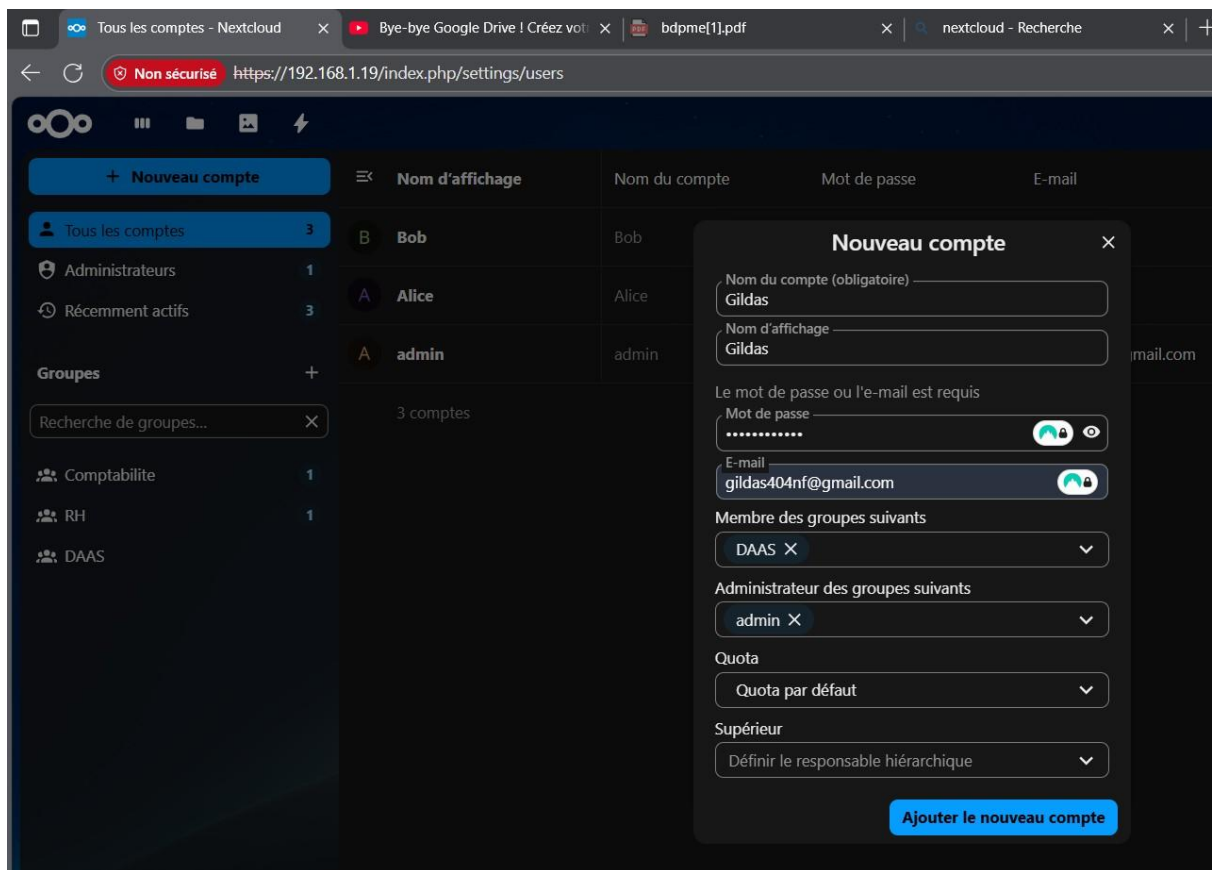 Tous les comptes - Nextcloud
Bye-bye Google Drive ! Créez vot
bdpme[1].pdf
nextcloud - Recherche
Non sécurisé https://192.168.1.19/index.php/settings/users
+ Nouveau compte
Nom d'affichage Nom du compte Mot de passe E-mail
Tous les comptes 3
Administrateurs 1
Récemment actifs 3
Groupes +
Recherche de groupes...
Comptabilite 1
RH 1
DAAS
B Bob Bob
A Alice Alice
A admin admin mail.com
3 comptes
Nouveau compte
Nom du compte (obligatoire)
Gildas
Nom d'affichage
Gildas
Le mot de passe ou l'e-mail est requis
Mot de passe
••••••••••••
E-mail
gildas404nf@gmail.com
Membre des groupes suivants
DAAS
Administrateur des groupes suivants
admin
Quota
Quota par défaut
Supérieur
Définir le responsable hiérarchique
Ajouter le nouveau compte